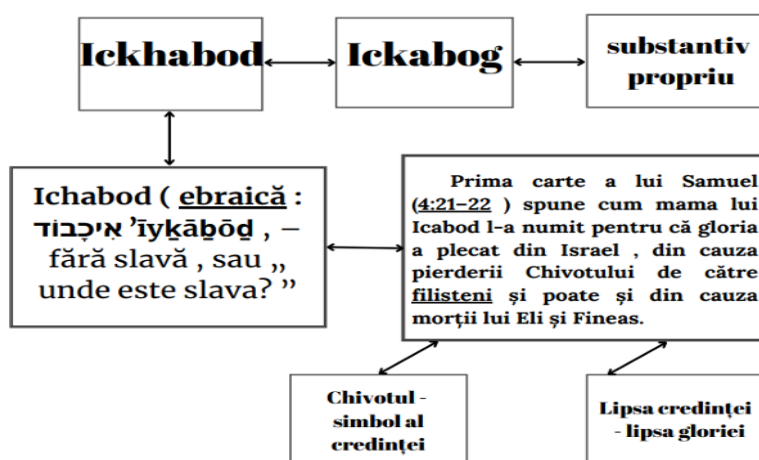 Ickhabod
Ickabog
substantiv
propriu
Ichabod ( ebraică :
אִיכָבוֹד ’īyḵāḇōḏ , –
fără slavă , sau ,,
unde este slava? ”
Prima carte a lui Samuel
(4:21–22 ) spune cum mama lui
Icabod l-a numit pentru că gloria
a plecat din Israel , din cauza
pierderii Chivotului de către
filisteni și poate și din cauza
morții lui Eli și Fineas.
Chivotul -
simbol al
credinței
Lipsa credinței
- lipsa gloriei